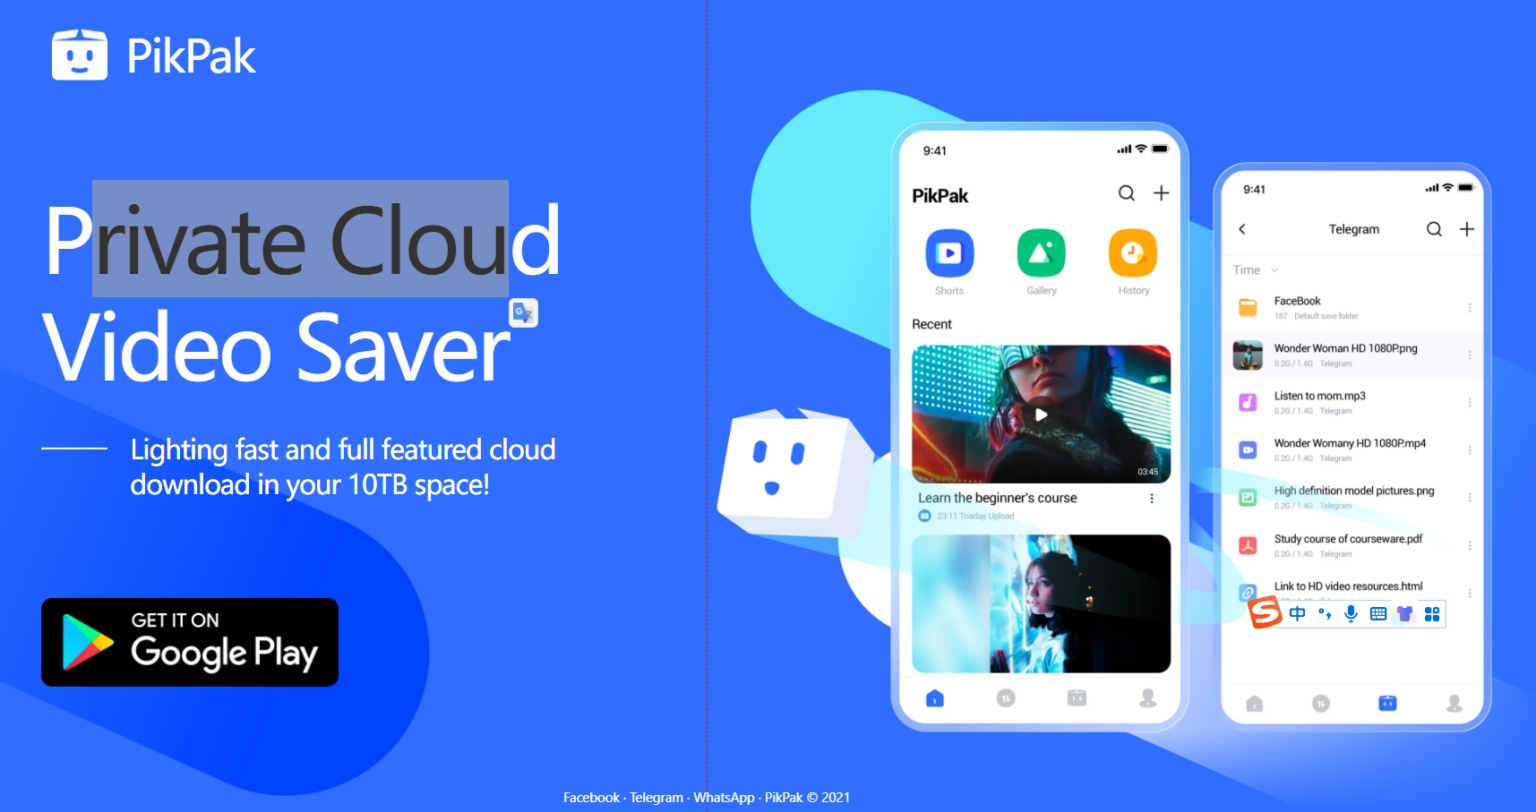 PikPak
Private Cloud
Video Saver
Lighting fast and full featured cloud
download in your 10TB space!
GET IT ON
Google Play
9:41
PikPak
Shorts
Gallery
History
Recent
03:45
Learn the beginner's course
23:11 Toaday Upload
9:41
Telegram
Time
FaceBook
187 Default save folder
Wonder Woman HD 1080P.png
0.2G / 1.4G Telegram
Listen to mom.mp3
0.2G / 1.4G Telegram
Wonder Womany HD 1080P.mp4
0.2G / 1.4G Telegram
High definition model pictures.png
0.2G / 1.4G Telegram
Study course of courseware.pdf
0.2G / 1.4G Telegram
Link to HD video resources.html
中
Facebook · Telegram · WhatsApp · PikPak © 2021